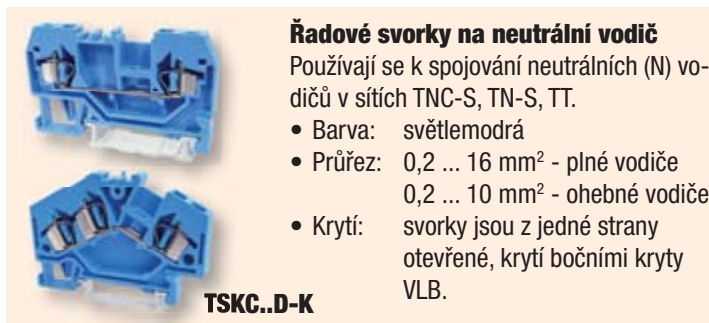 Řadové svorky na neutrální vodič
Používají se k spojování neutrálních (N) vo-
dičů v sítích TNC-S, TN-S, TT.
• Barva: světlemodrá
• Průřez: 0,2 ... 16 mm² - plné vodiče
0,2 ... 10 mm² - ohebné vodiče
• Krytí: svorky jsou z jedné strany
otevřené, krytí bočními kryty
VLB.
TSKC..D-K